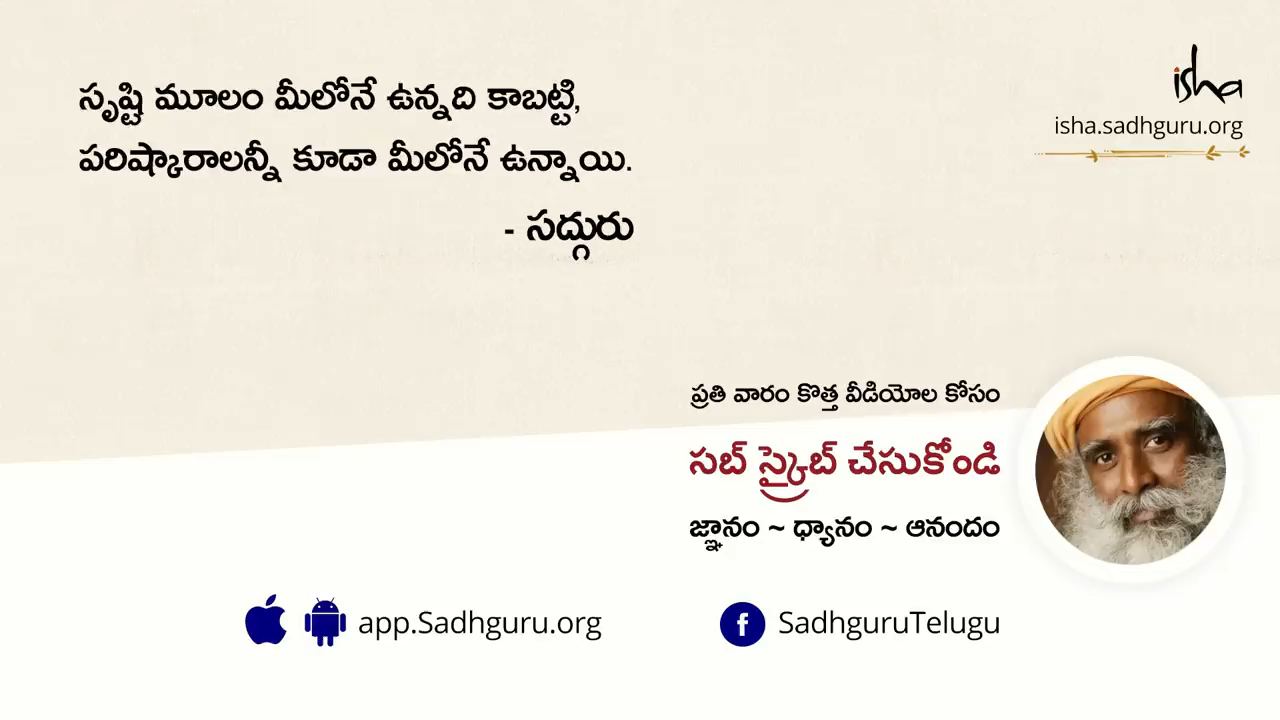 సృష్టి మూలం మీలోనే ఉన్నది కాబట్టి,
పరిష్కారాలన్నీ కూడా మీలోనే ఉన్నాయి.
- సద్గురు
isha
isha.sadhguru.org
ప్రతి వారం కొత్త వీడియోల కోసం
సబ్ స్క్రైబ్ చేసుకోండి
జ్ఞానం ~ ధ్యానం ~ ఆనందం
app.Sadhguru.org
SadhguruTelugu